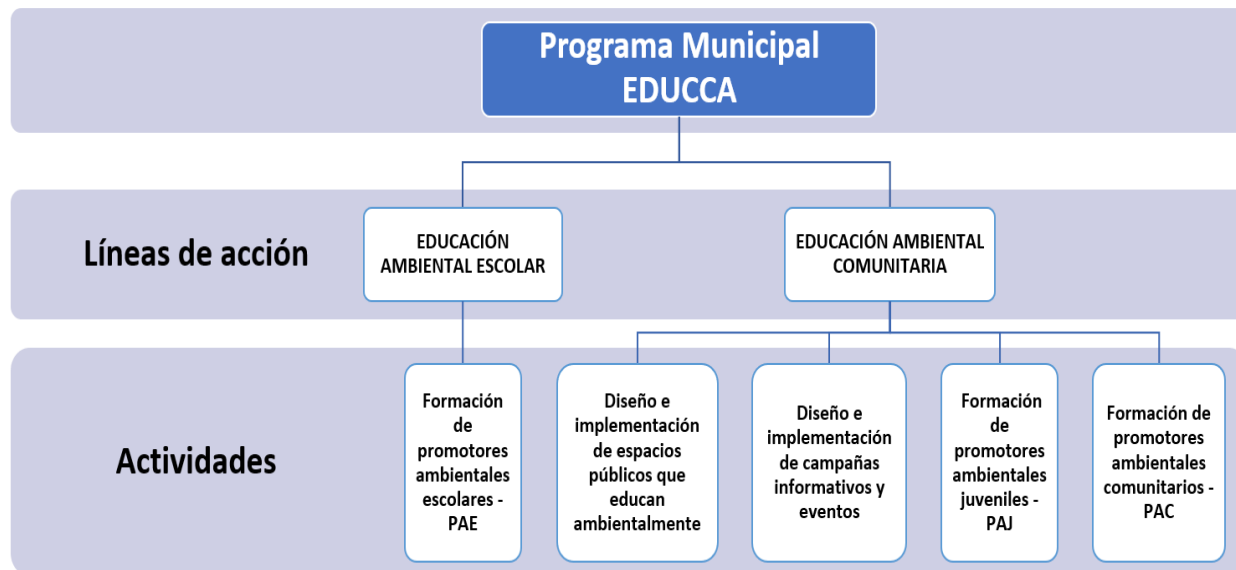 Programa Municipal
EDUCCA
Líneas de acción
EDUCACIÓN
AMBIENTAL ESCOLAR
EDUCACIÓN AMBIENTAL
COMUNITARIA
Actividades
Formación
de
promotores
ambientales
escolares -
PAE
Diseño e
implementación
de espacios
públicos que
educan
ambientalmente
Diseño e
implementación
de campañas
informativos y
eventos
Formación
de
promotores
ambientales
juveniles -
PAJ
Formación de
promotores
ambientales
comunitarios -
PAC